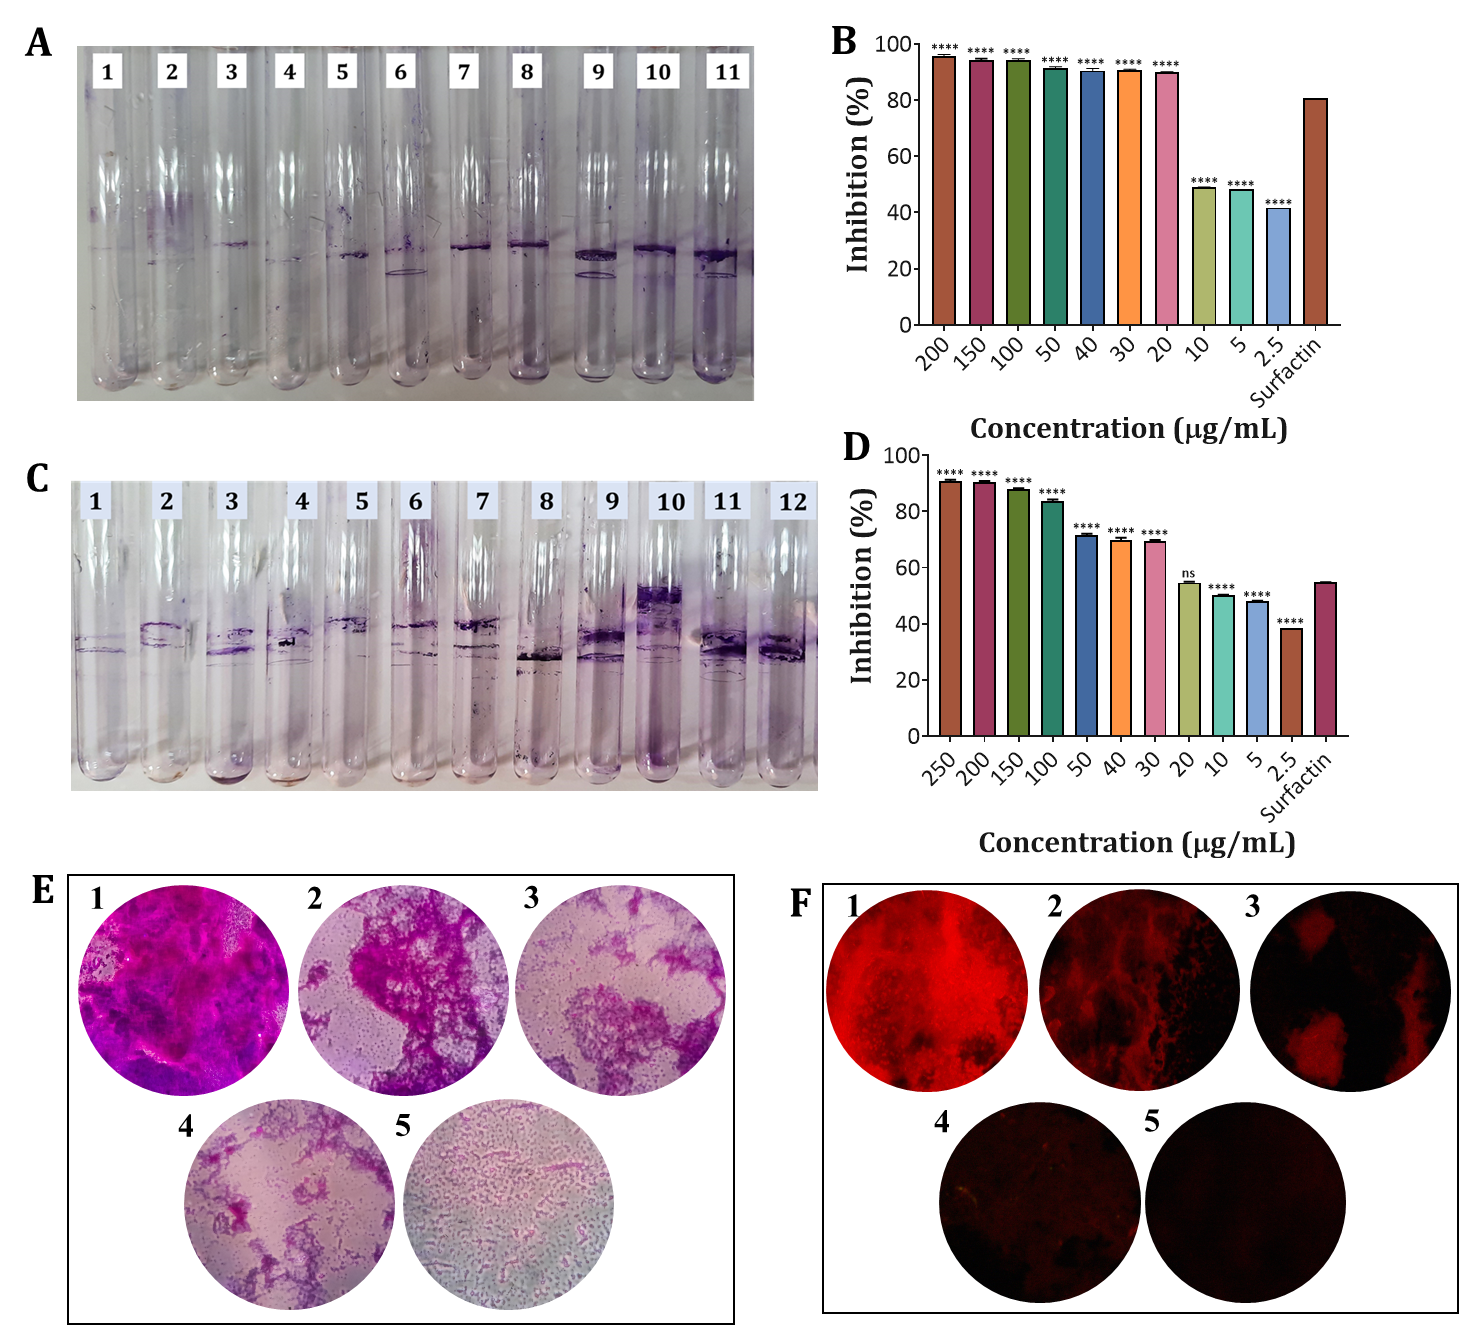 A
1 2 3 4 5 6 7 8 9 10 11
B
Inhibition (%)
100
80
60
40
20
0
**** **** **** **** **** **** **** **** **** ****
200 150 100 50 40 30 20 10 5 2.5 Surfactin
Concentration (µg/mL)
C
1 2 3 4 5 6 7 8 9 10 11 12
D
Inhibition (%)
100
80
60
40
20
0
**** **** **** **** **** **** **** ns **** **** ****
250 200 150 100 50 40 30 20 10 5 2.5 Surfactin
Concentration (µg/mL)
E
1 2 3
4 5
F
1 2 3
4 5